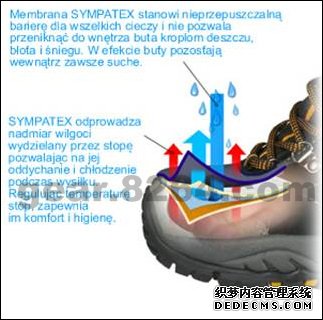 Membrana SYMPATEX stanowi nieprzepuszczalną
barierę dla wszelkich cieczy i nie pozwala
przeniknąć do wnętrza buta kroplom deszczu,
błota i śniegu. W efekcie buty pozostają
wewnątrz zawsze suche.
SYMPATEX odprowadza
nadmiar wilgoci
wydzielany przez stopę
pozwalając na jej
oddychanie i chłodzenie
podczas wysiłku.
Regulując temperaturę
stóp, zapewnia
im komfort i higienę.
织梦内容管理系统
DEDECMS.COM